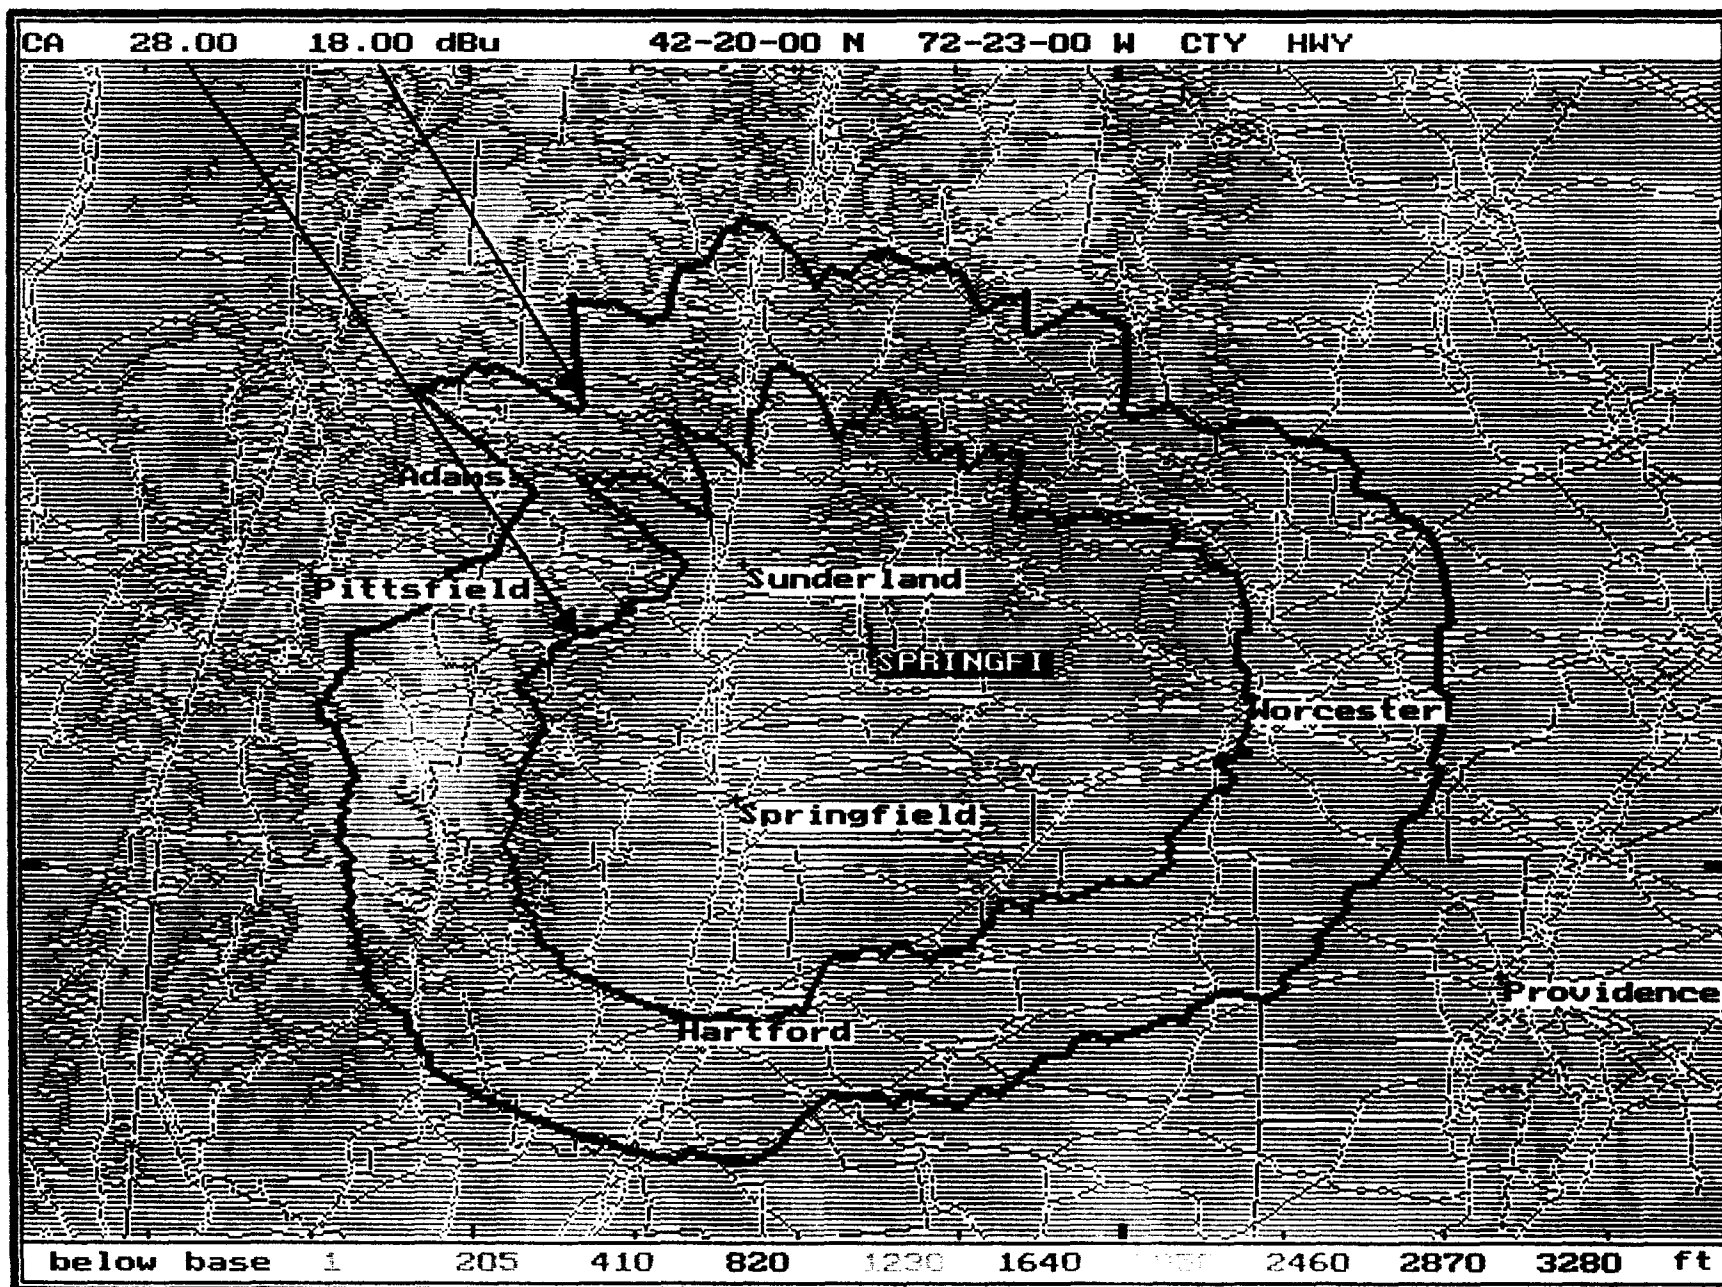 CA 28.00 18.00 dBu 42-20-00 N 72-23-00 W CTY HWY
Adams
Pittsfield
Sunderland
SPRINGFI
Worcester
Springfield
Providence
Hartford
below base 1 205 410 820 1230 1640 2460 2870 3280 ft